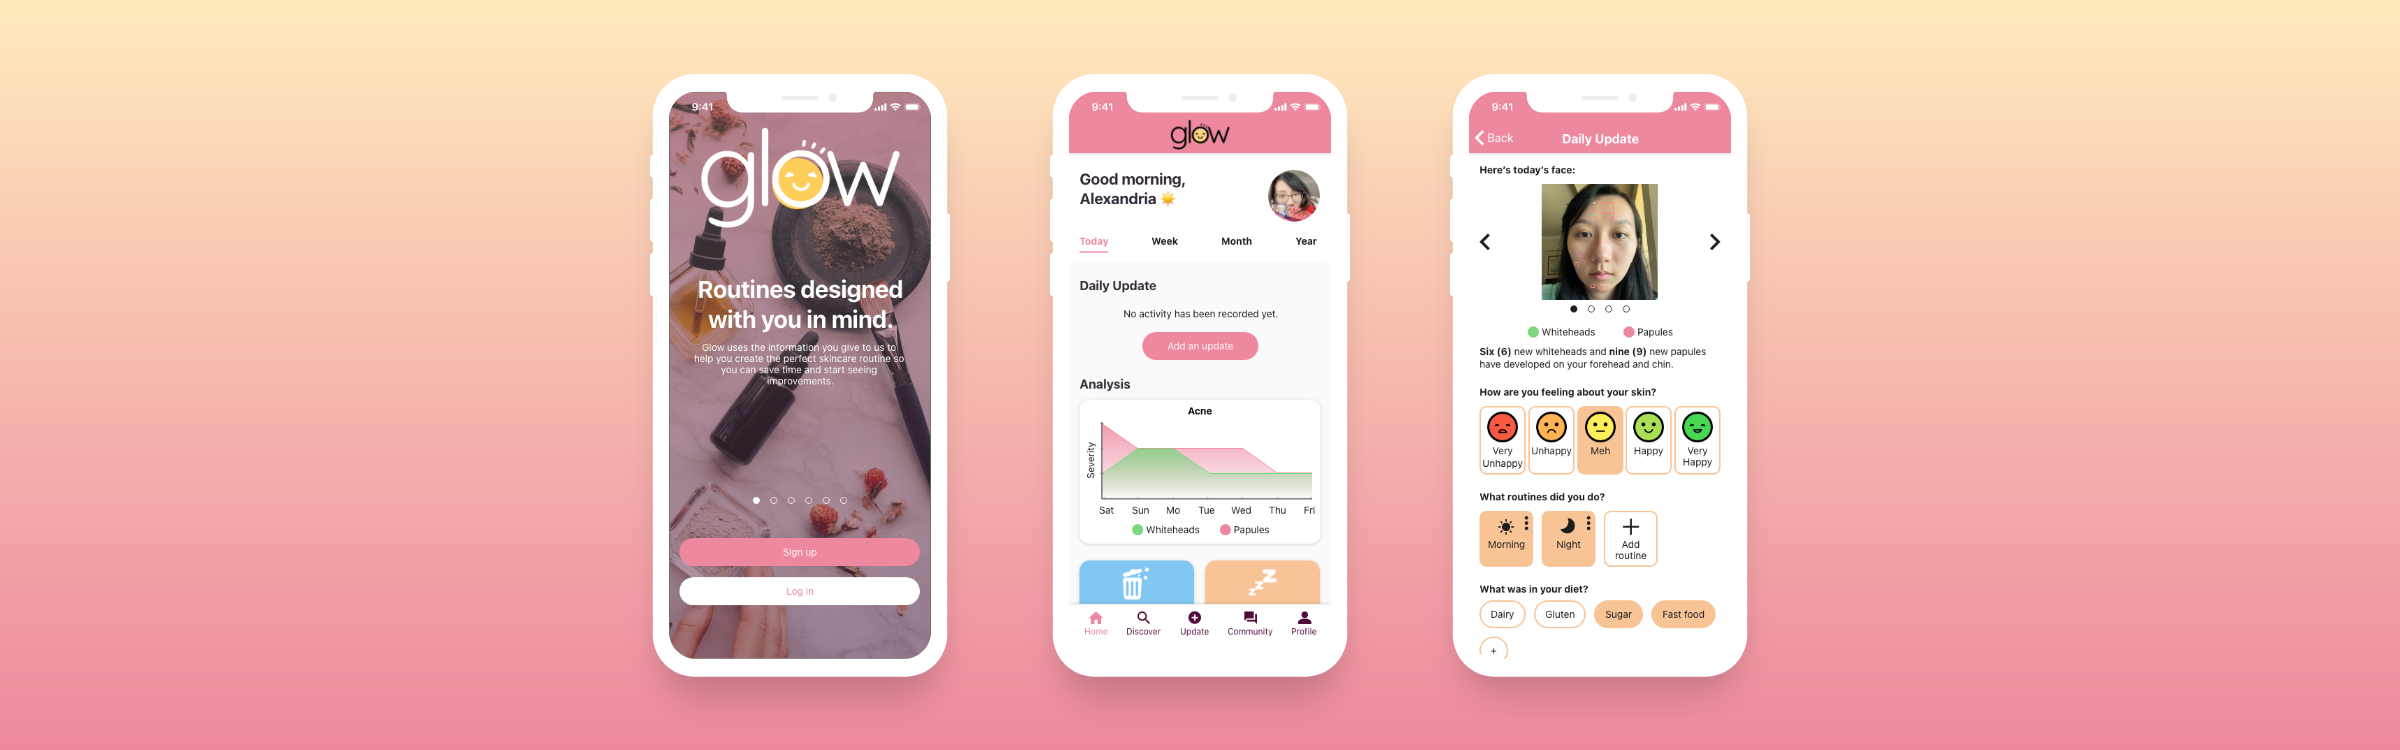 9:41
glow
Routines designed
with you in mind.
Glow uses the information you give to us to
help you create the perfect skincare routine so
you can save time and start seeing
improvements.
Sign up
Log in
9:41
glow
Good morning,
Alexandria
Today Week Month Year
Daily Update
No activity has been recorded yet.
Add an update
Analysis
Acne
Severity
Sat Sun Mo Tue Wed Thu Fri
Whiteheads Papules
Home Discover Update Community Profile
9:41
Back Daily Update
Here's today's face:
Whiteheads Papules
Six (6) new whiteheads and nine (9) new papules
have developed on your forehead and chin.
How are you feeling about your skin?
Very
Unhappy
Unhappy
Meh
Happy
Very
Happy
What routines did you do?
Morning
Night
Add
routine
What was in your diet?
Dairy Gluten Sugar Fast food
+